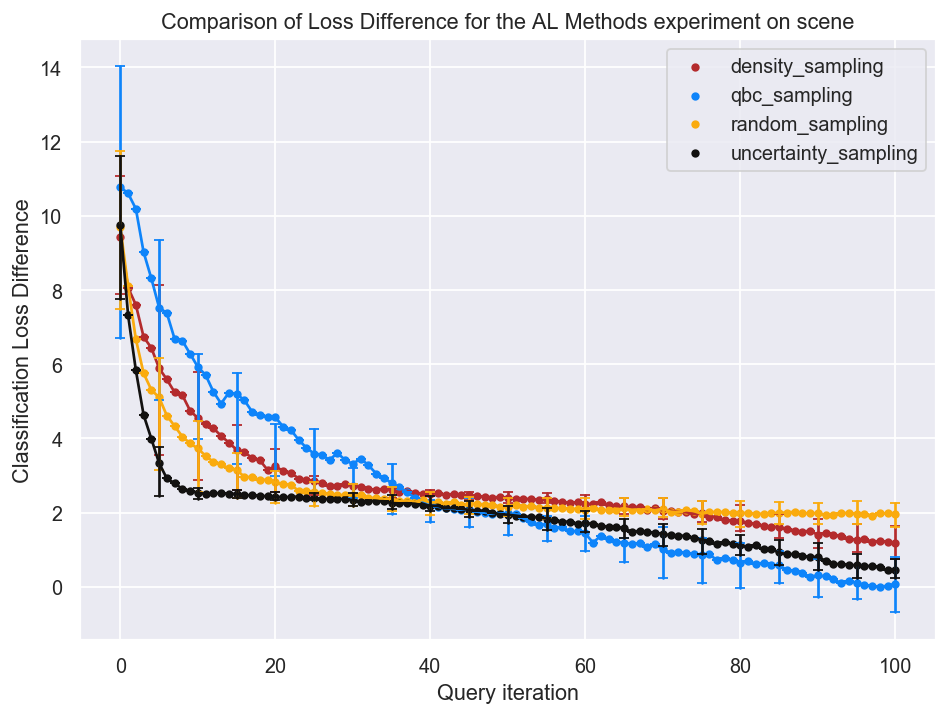 Comparison of Loss Difference for the AL Methods experiment on scene
density_sampling
qbc_sampling
random_sampling
uncertainty_sampling
Classification Loss Difference
14
12
10
8
6
4
2
0
0 20 40 60 80 100
Query iteration